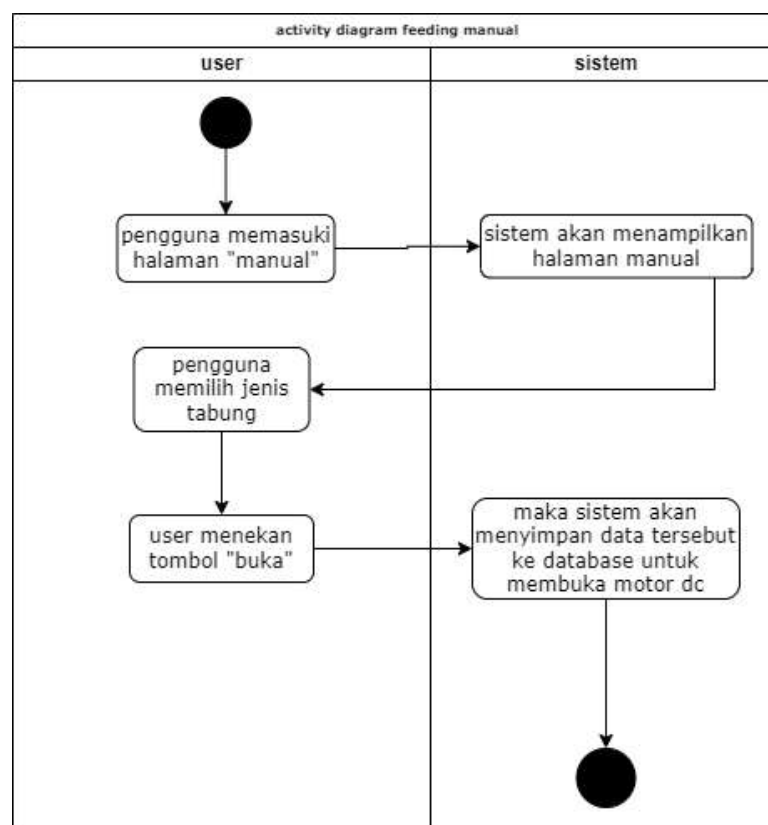 activity diagram feeding manual
user
sistem
pengguna memasuki
halaman "manual"
sistem akan menampilkan
halaman manual
pengguna
memilih jenis
tabung
user menekan
tombol "buka"
maka sistem akan
menyimpan data tersebut
ke database untuk
membuka motor dc